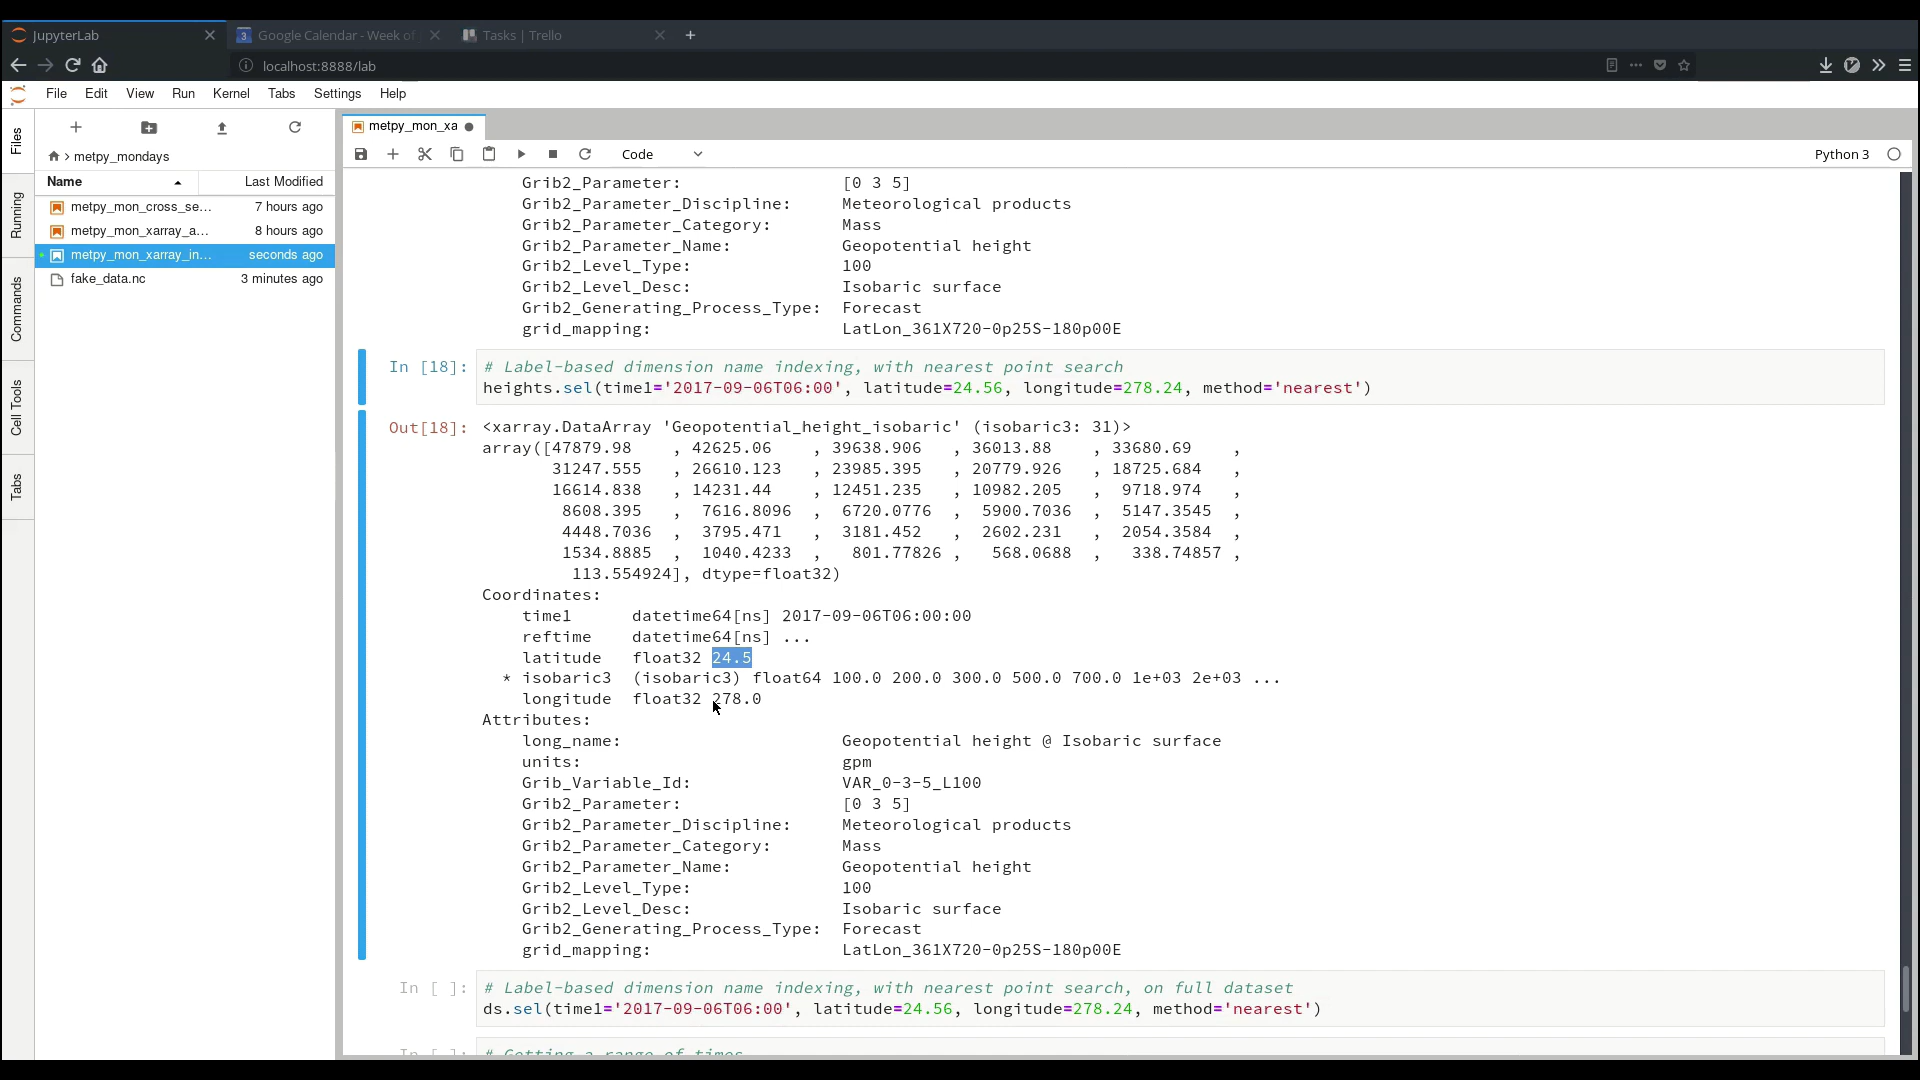 JupyterLab
Google Calendar - Week of
Tasks | Trello
localhost:8888/lab
File Edit View Run Kernel Tabs Settings Help
Files
Running
Commands
Cell Tools
Tabs
metpy_mondays
Name Last Modified
metpy_mon_cross_se... 7 hours ago
metpy_mon_xarray_a... 8 hours ago
metpy_mon_xarray_in... seconds ago
fake_data.nc 3 minutes ago
metpy_mon_xa
Code
Python 3
Grib2_Parameter: [0 3 5]
Grib2_Parameter_Discipline: Meteorological products
Grib2_Parameter_Category: Mass
Grib2_Parameter_Name: Geopotential height
Grib2_Level_Type: 100
Grib2_Level_Desc: Isobaric surface
Grib2_Generating_Process_Type: Forecast
grid_mapping: LatLon_361X720-0p25S-180p00E
In [18]: # Label-based dimension name indexing, with nearest point search
heights.sel(time1='2017-09-06T06:00', latitude=24.56, longitude=278.24, method='nearest')
Out[18]: <xarray.DataArray 'Geopotential_height_isobaric' (isobaric3: 31)>
array([47879.98 , 42625.06 , 39638.906 , 36013.88 , 33680.69 ,
31247.555 , 26610.123 , 23985.395 , 20779.926 , 18725.684 ,
16614.838 , 14231.44 , 12451.235 , 10982.205 , 9718.974 ,
8608.395 , 7616.8096 , 6720.0776 , 5900.7036 , 5147.3545 ,
4448.7036 , 3795.471 , 3181.452 , 2602.231 , 2054.3584 ,
1534.8885 , 1040.4233 , 801.77826 , 568.0688 , 338.74857 ,
113.554924], dtype=float32)
Coordinates:
time1 datetime64[ns] 2017-09-06T06:00:00
reftime datetime64[ns] ...
latitude float32 24.5
* isobaric3 (isobaric3) float64 100.0 200.0 300.0 500.0 700.0 1e+03 2e+03 ...
longitude float32 278.0
Attributes:
long_name: Geopotential height @ Isobaric surface
units: gpm
Grib_Variable_Id: VAR_0-3-5_L100
Grib2_Parameter: [0 3 5]
Grib2_Parameter_Discipline: Meteorological products
Grib2_Parameter_Category: Mass
Grib2_Parameter_Name: Geopotential height
Grib2_Level_Type: 100
Grib2_Level_Desc: Isobaric surface
Grib2_Generating_Process_Type: Forecast
grid_mapping: LatLon_361X720-0p25S-180p00E
In [ ]: # Label-based dimension name indexing, with nearest point search, on full dataset
ds.sel(time1='2017-09-06T06:00', latitude=24.56, longitude=278.24, method='nearest')
In [ ]: # Getting a range of times